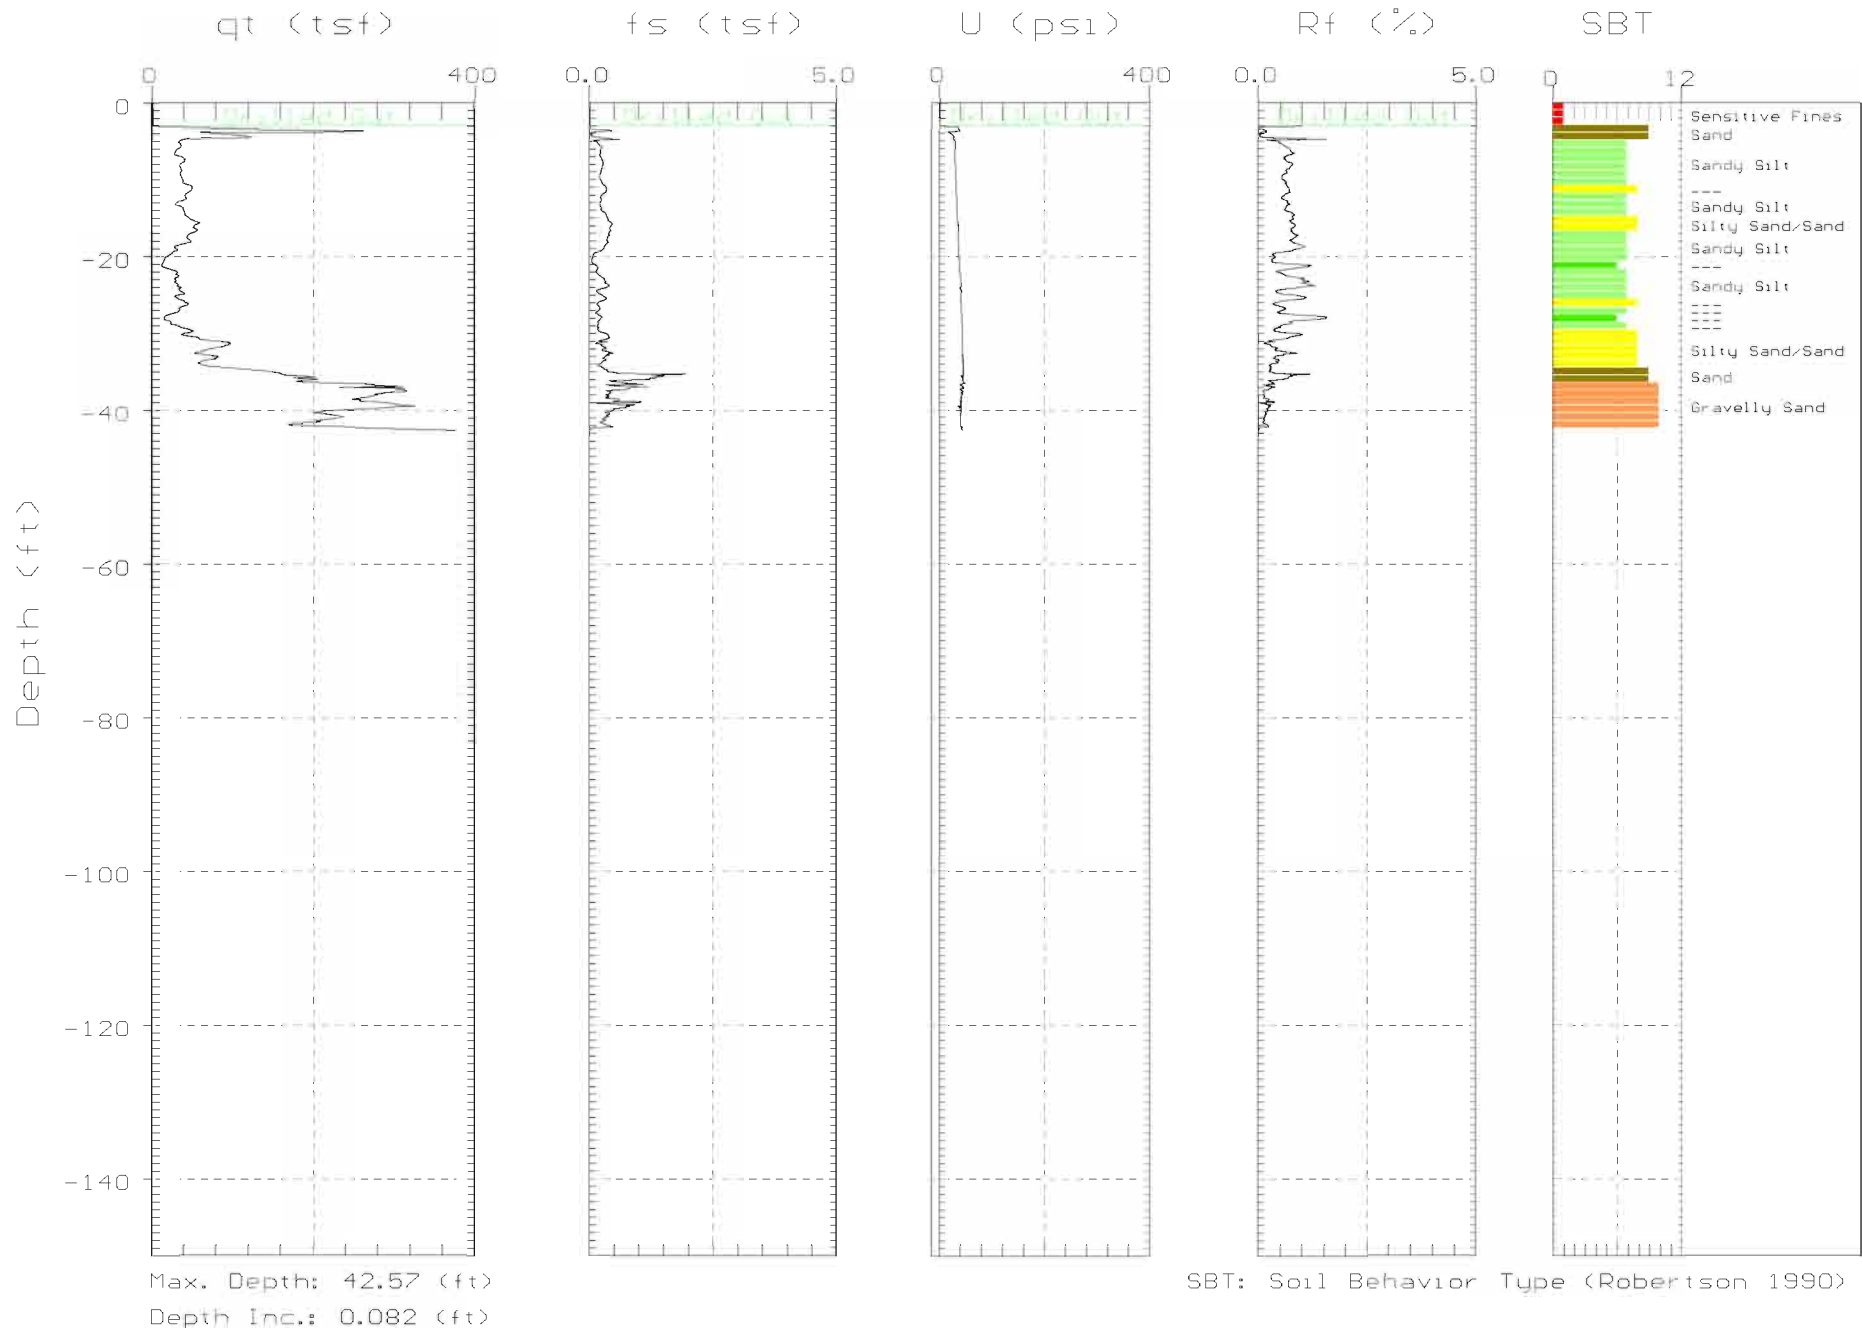 qt (tsf) fs (tsf) U (psi) Rf (%) SBT
0 400 0.0 5.0 0 400 0.0 5.0 0 12
0
Sensitive Fines
Sand
Sandy Silt
---
Sandy Silt
Silty Sand/Sand
Sandy Silt
-20
---
Sandy Silt
---
---
---
---
Silty Sand/Sand
Sand
-40
Gravelly Sand
Depth (ft)
-60
-80
-100
-120
-140
Max. Depth: 42.57 (ft)
SBT: Soil Behavior Type (Robertson 1990)
Depth Inc.: 0.082 (ft)